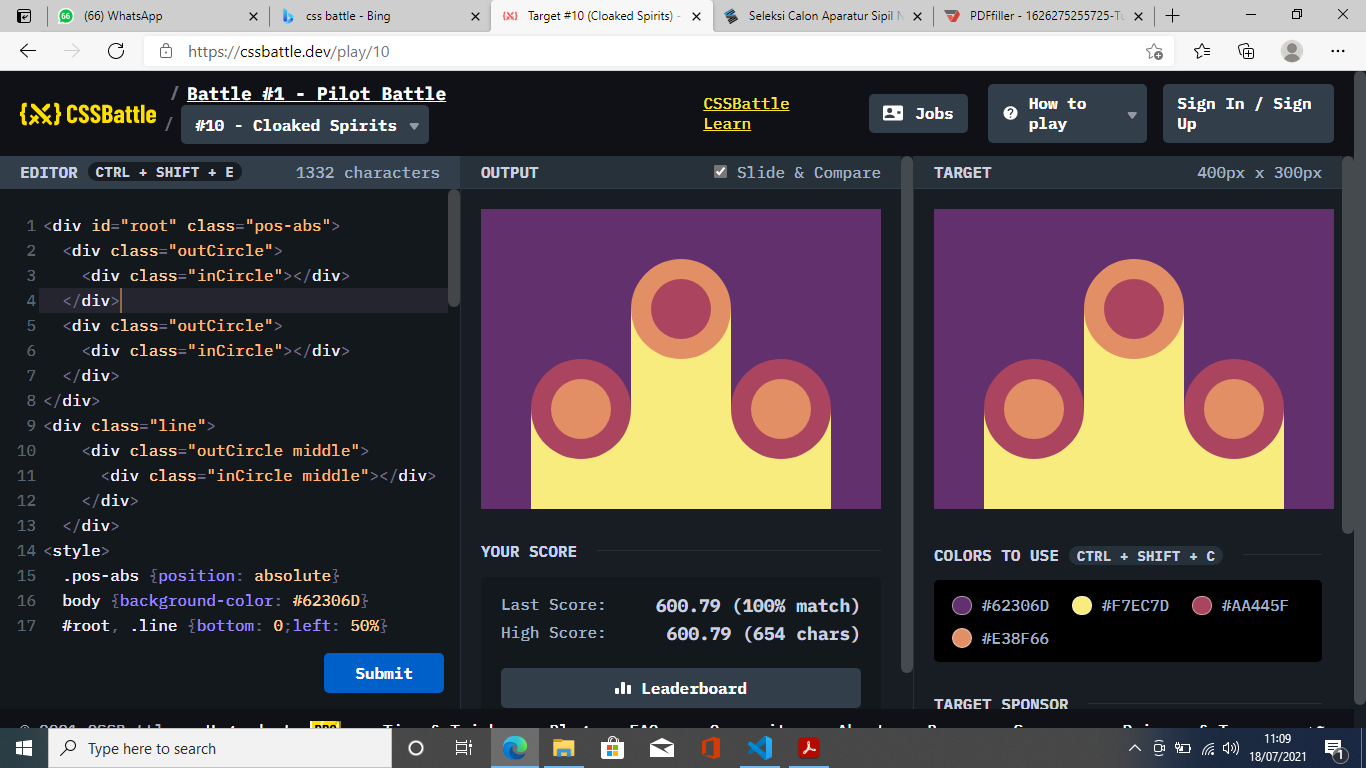 66
(66) WhatsApp
css battle - Bing
Target #10 (Cloaked Spirits) -
Seleksi Calon Aparatur Sipil N
PDFfiller - 1626275255725-Tu
https://cssbattle.dev/play/10
CSSBattle
/ Battle #1 - Pilot Battle
/ #10 - Cloaked Spirits
CSSBattle
Learn
Jobs
How to
play
Sign In / Sign
Up
EDITOR CTRL + SHIFT + E 1332 characters
1 <div id="root" class="pos-abs">
2 <div class="outCircle">
3 <div class="inCircle"></div>
4 </div>
5 <div class="outCircle">
6 <div class="inCircle"></div>
7 </div>
8 </div>
9 <div class="line">
10 <div class="outCircle middle">
11 <div class="inCircle middle"></div>
12 </div>
13 </div>
14 <style>
15 .pos-abs {position: absolute}
16 body {background-color: #62306D}
17 #root, .line {bottom: 0;left: 50%}
Submit
OUTPUT Slide & Compare
YOUR SCORE
Last Score: 600.79 (100% match)
High Score: 600.79 (654 chars)
Leaderboard
TARGET 400px x 300px
COLORS TO USE CTRL + SHIFT + C
#62306D #F7EC7D #AA445F
#E38F66
TARGET SPONSOR
Type here to search
11:09
18/07/2021
1